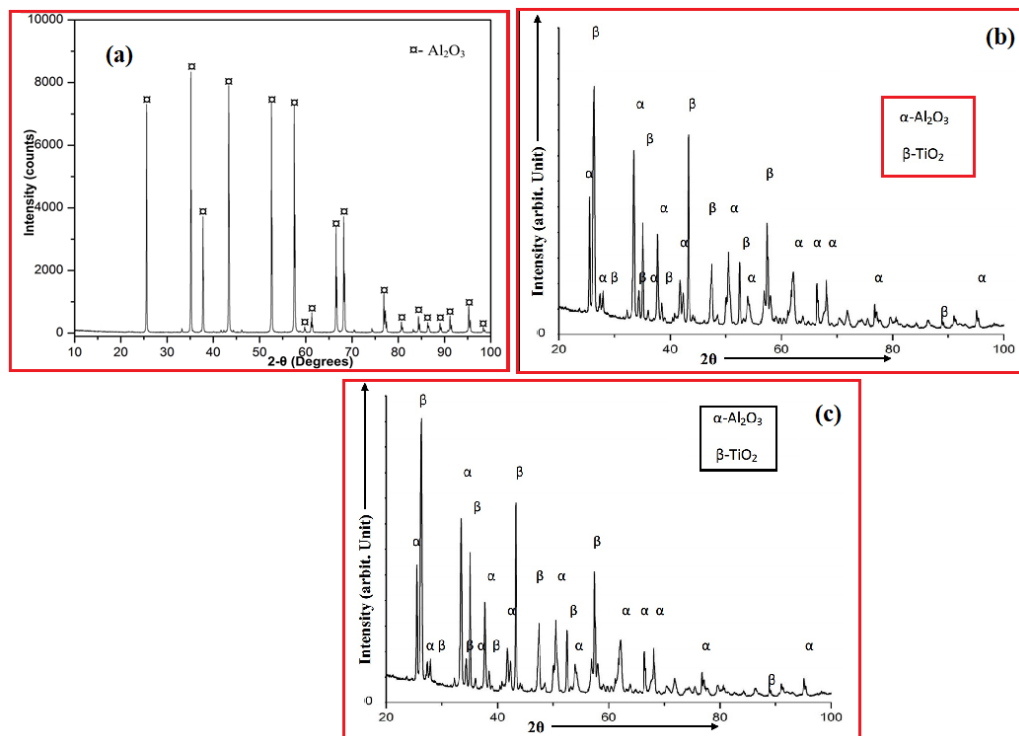 (a)
¤- Al₂O₃
Intensity (counts)
10000
8000
6000
4000
2000
0
¤ ¤ ¤ ¤ ¤ ¤ ¤ ¤ ¤ ¤ ¤ ¤ ¤ ¤ ¤ ¤ ¤ ¤
10 20 30 40 50 60 70 80 90 100
2-θ (Degrees)
(b)
α-Al₂O₃
β-TiO₂
Intensity (arbit. Unit)
0
β
α β
β
α β
β α
α α β α α α
α β α β α α
β
α
20 40 60 80 100
2θ
(c)
α-Al₂O₃
β-TiO₂
Intensity (arbit. Unit)
0
β
α β
β
α β
α β α
α β α α α
α β β α β α α α
β
20 40 60 80 100
2θ